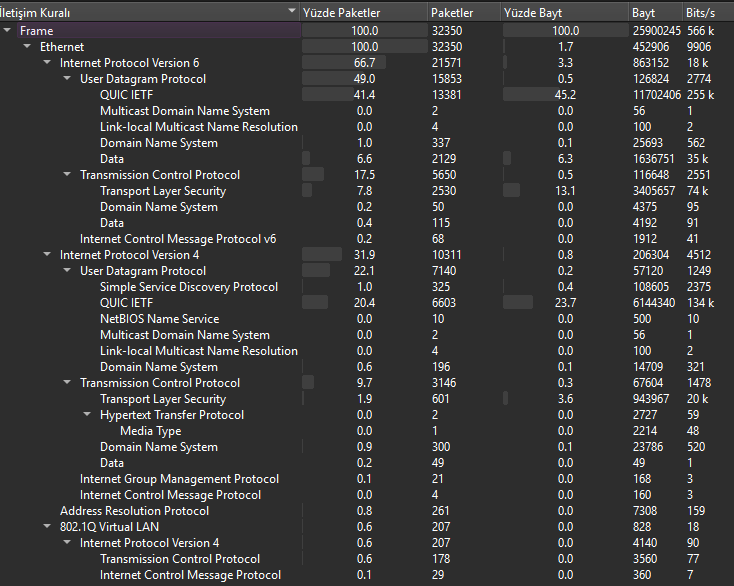 İletişim Kuralı Yüzde Paketler Paketler Yüzde Bayt Bayt Bits/s
Frame 100.0 32350 100.0 25900245 566 k
Ethernet 100.0 32350 1.7 452906 9906
Internet Protocol Version 6 66.7 21571 3.3 863152 18 k
User Datagram Protocol 49.0 15853 0.5 126824 2774
QUIC IETF 41.4 13381 45.2 11702406 255 k
Multicast Domain Name System 0.0 2 0.0 56 1
Link-local Multicast Name Resolution 0.0 4 0.0 100 2
Domain Name System 1.0 337 0.1 25693 562
Data 6.6 2129 6.3 1636751 35 k
Transmission Control Protocol 17.5 5650 0.5 116648 2551
Transport Layer Security 7.8 2530 13.1 3405657 74 k
Domain Name System 0.2 50 0.0 4375 95
Data 0.4 115 0.0 4192 91
Internet Control Message Protocol v6 0.2 68 0.0 1912 41
Internet Protocol Version 4 31.9 10311 0.8 206304 4512
User Datagram Protocol 22.1 7140 0.2 57120 1249
Simple Service Discovery Protocol 1.0 325 0.4 108605 2375
QUIC IETF 20.4 6603 23.7 6144340 134 k
NetBIOS Name Service 0.0 10 0.0 500 10
Multicast Domain Name System 0.0 2 0.0 56 1
Link-local Multicast Name Resolution 0.0 4 0.0 100 2
Domain Name System 0.6 196 0.1 14709 321
Transmission Control Protocol 9.7 3146 0.3 67604 1478
Transport Layer Security 1.9 601 3.6 943967 20 k
Hypertext Transfer Protocol 0.0 2 0.0 2727 59
Media Type 0.0 1 0.0 2214 48
Domain Name System 0.9 300 0.1 23786 520
Data 0.2 49 0.0 49 1
Internet Group Management Protocol 0.1 21 0.0 168 3
Internet Control Message Protocol 0.0 4 0.0 160 3
Address Resolution Protocol 0.8 261 0.0 7308 159
802.1Q Virtual LAN 0.6 207 0.0 828 18
Internet Protocol Version 4 0.6 207 0.0 4140 90
Transmission Control Protocol 0.6 178 0.0 3560 77
Internet Control Message Protocol 0.1 29 0.0 360 7